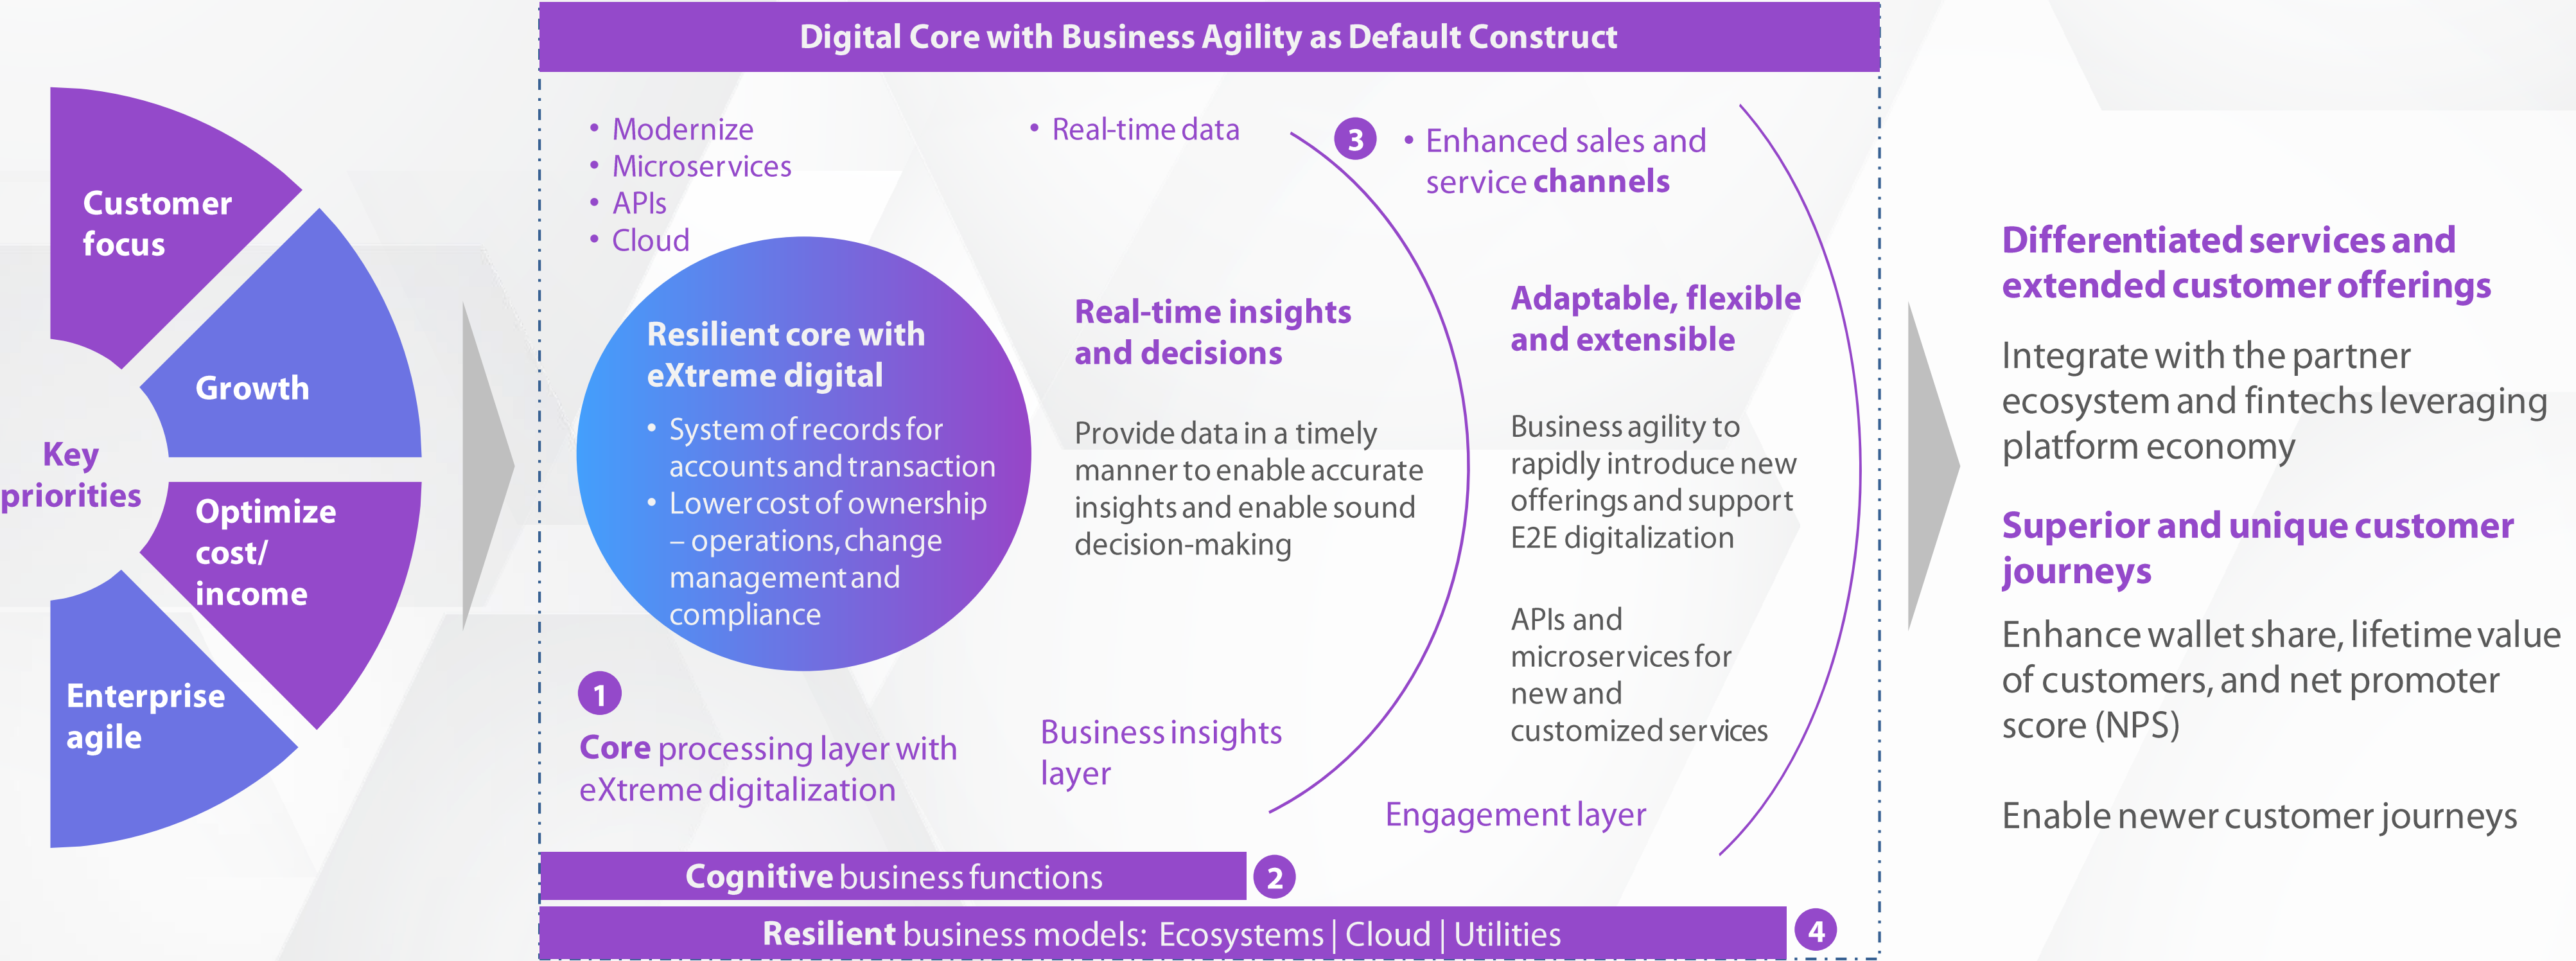 Digital Core with Business Agility as Default Construct
Customer
focus
Growth
Key
priorities
Optimize
cost/
income
Enterprise
agile
• Modernize
• Microservices
• APIs
• Cloud
Resilient core with
eXtreme digital
• System of records for
accounts and transaction
• Lower cost of ownership
– operations, change
management and
compliance
1
Core processing layer with
eXtreme digitalization
• Real-time data
Real-time insights
and decisions
Provide data in a timely
manner to enable accurate
insights and enable sound
decision-making
Business insights
layer
3
• Enhanced sales and
service channels
Adaptable, flexible
and extensible
Business agility to
rapidly introduce new
offerings and support
E2E digitalization
APIs and
microservices for
new and
customized services
Engagement layer
Cognitive business functions
2
Resilient business models: Ecosystems | Cloud | Utilities
4
Differentiated services and
extended customer offerings
Integrate with the partner
ecosystem and fintechs leveraging
platform economy
Superior and unique customer
journeys
Enhance wallet share, lifetime value
of customers, and net promoter
score (NPS)
Enable newer customer journeys